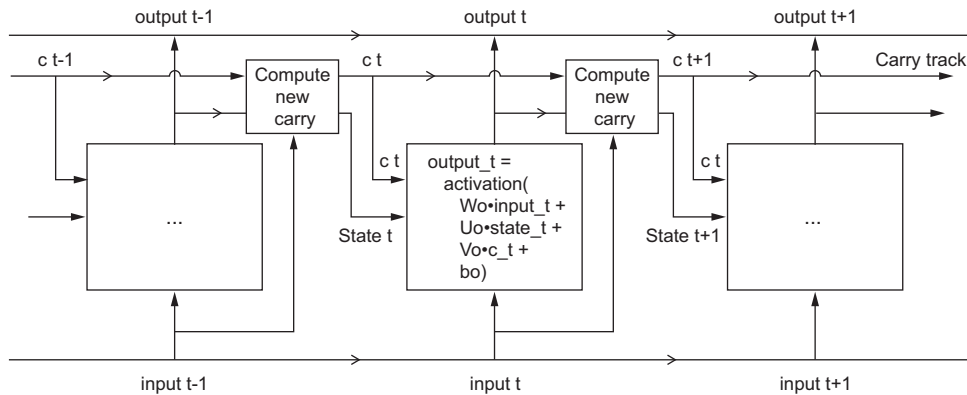 output t-1
output t
output t+1
c t-1
Compute
new
carry
c t
Compute
new
carry
c t+1
Carry track
c t
output_t =
activation(
Wo•input_t +
Uo•state_t +
Vo•c_t +
bo)
c t
...
...
State t
State t+1
input t-1
input t
input t+1